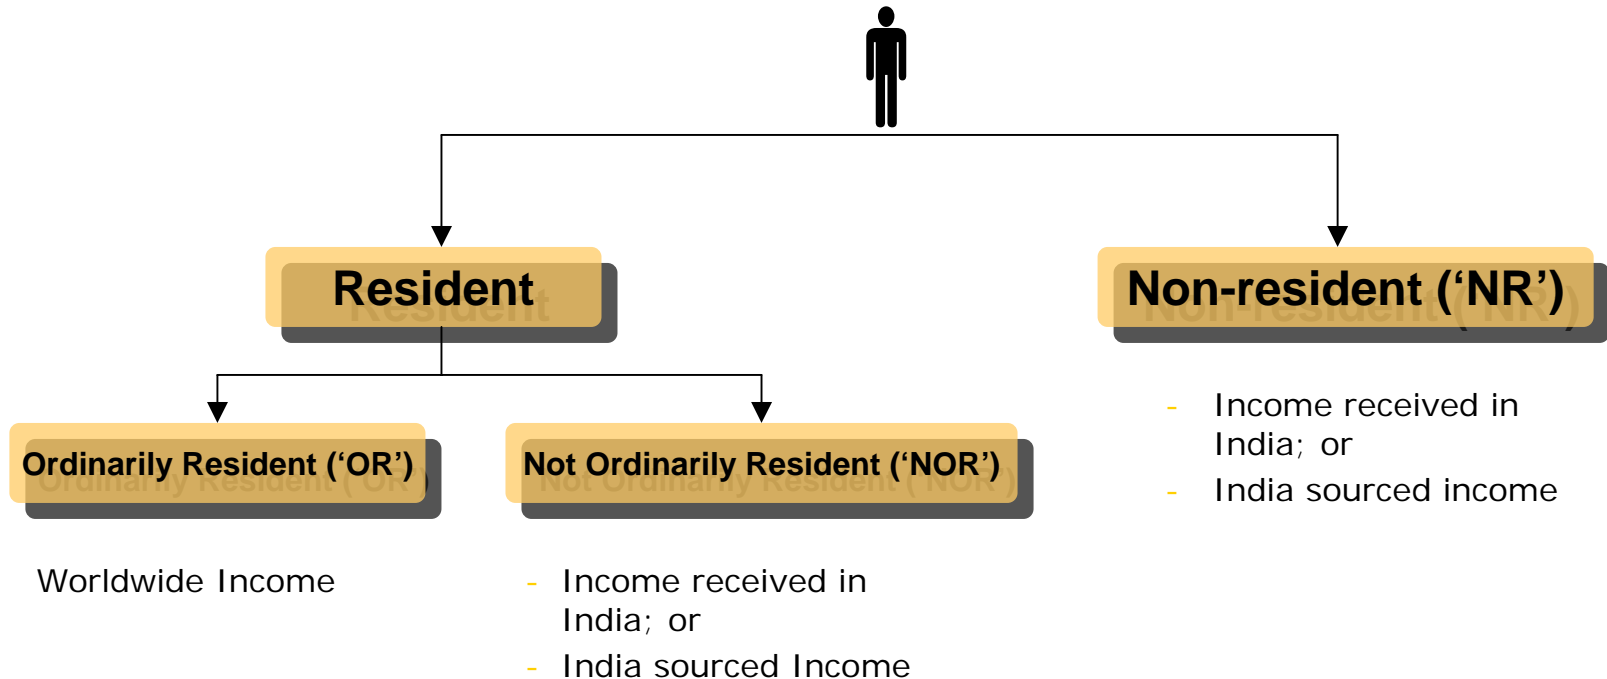 Resident
Non-resident (‘NR’)
Ordinarily Resident (‘OR’)
Not Ordinarily Resident (‘NOR’)
- Income received in
India; or
- India sourced income
Worldwide Income
- Income received in
India; or
- India sourced Income